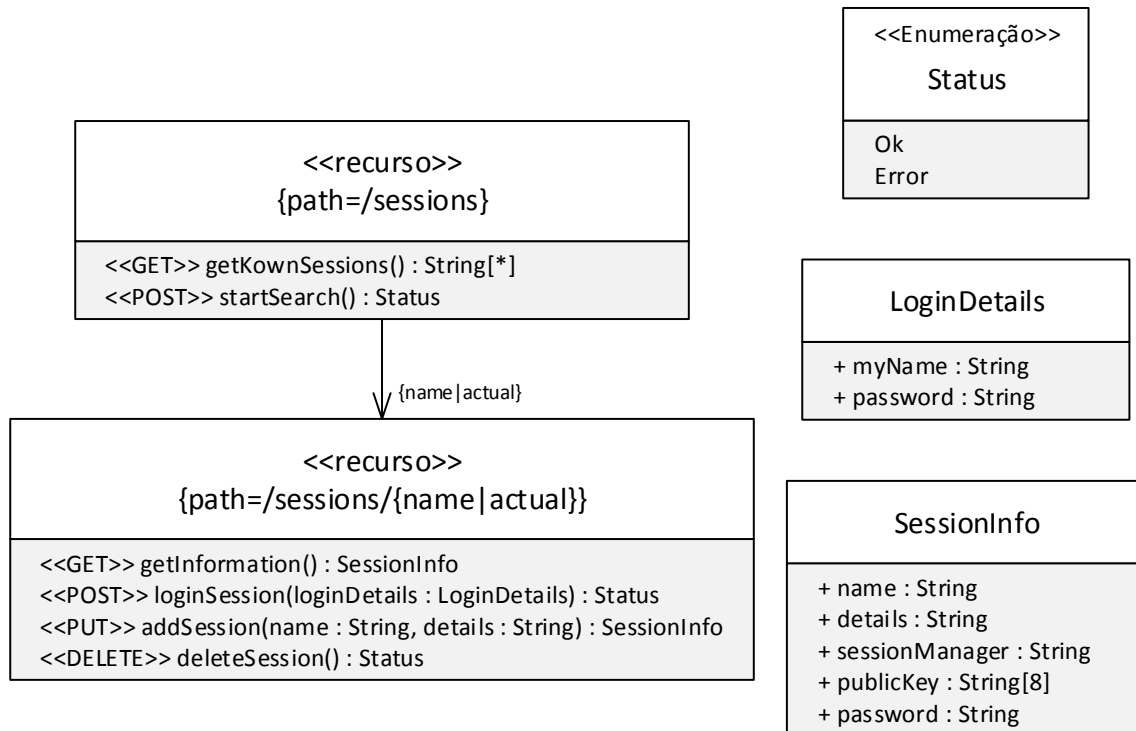 <<Enumeração>>
Status
Ok
Error
<<recurso>>
{path=/sessions}
<<GET>> getKownSessions() : String[*]
<<POST>> startSearch() : Status
{name|actual}
LoginDetails
+ myName : String
+ password : String
<<recurso>>
{path=/sessions/{name|actual}}
<<GET>> getInformation() : SessionInfo
<<POST>> loginSession(loginDetails : LoginDetails) : Status
<<PUT>> addSession(name : String, details : String) : SessionInfo
<<DELETE>> deleteSession() : Status
SessionInfo
+ name : String
+ details : String
+ sessionManager : String
+ publicKey : String[8]
+ password : String